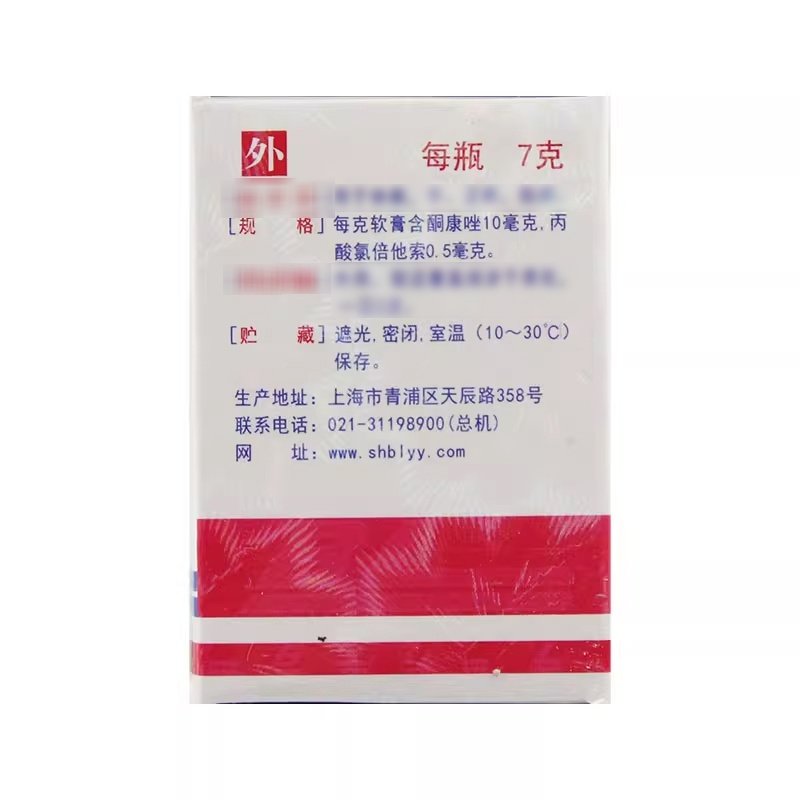 外
每瓶 7克
[规 格] 每克软膏含酮康唑10毫克,丙
酸氯倍他索0.5毫克。
[贮 藏] 遮光,密闭,室温(10～30℃)
保存。
生产地址：上海市青浦区天辰路358号
联系电话：021-31198900(总机)
网 址：www.shblyy.com